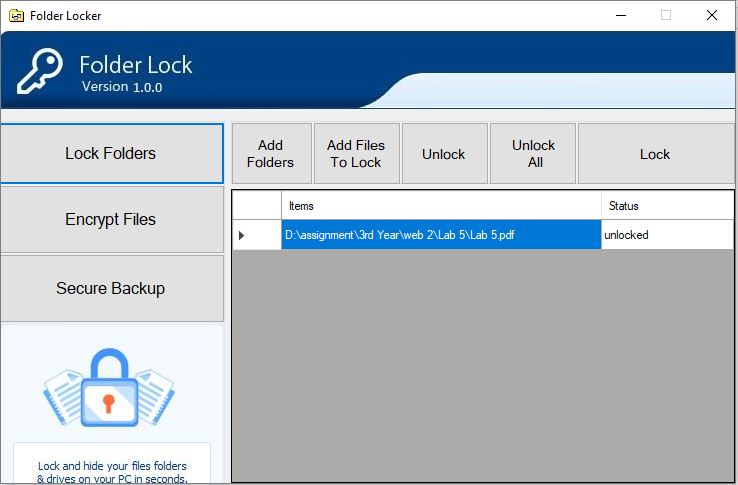 Folder Locker
Folder Lock
Version 1.0.0
Lock Folders
Encrypt Files
Secure Backup
Add
Folders
Add Files
To Lock
Unlock
Unlock
All
Lock
Items
Status
D:\assignment\3rd Year\web 2\Lab 5\Lab 5.pdf
unlocked
Lock and hide your files folders
& drives on your PC in seconds.